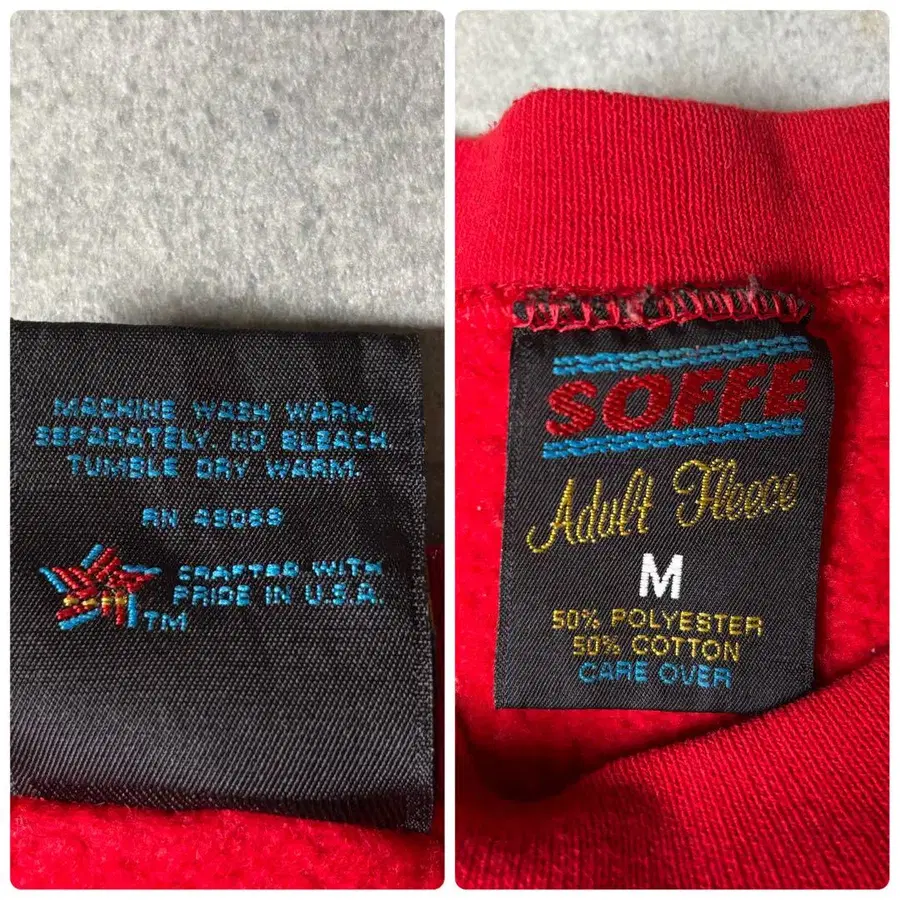 MACHINE WASH WARM
SEPARATELY. NO BLEACH.
TUMBLE DRY WARM.
RN 49068
CRAFTED WITH
PRIDE IN U.S.A.
TM
SOFFE
Adult Fleece
M
50% POLYESTER
50% COTTON
CARE OVER